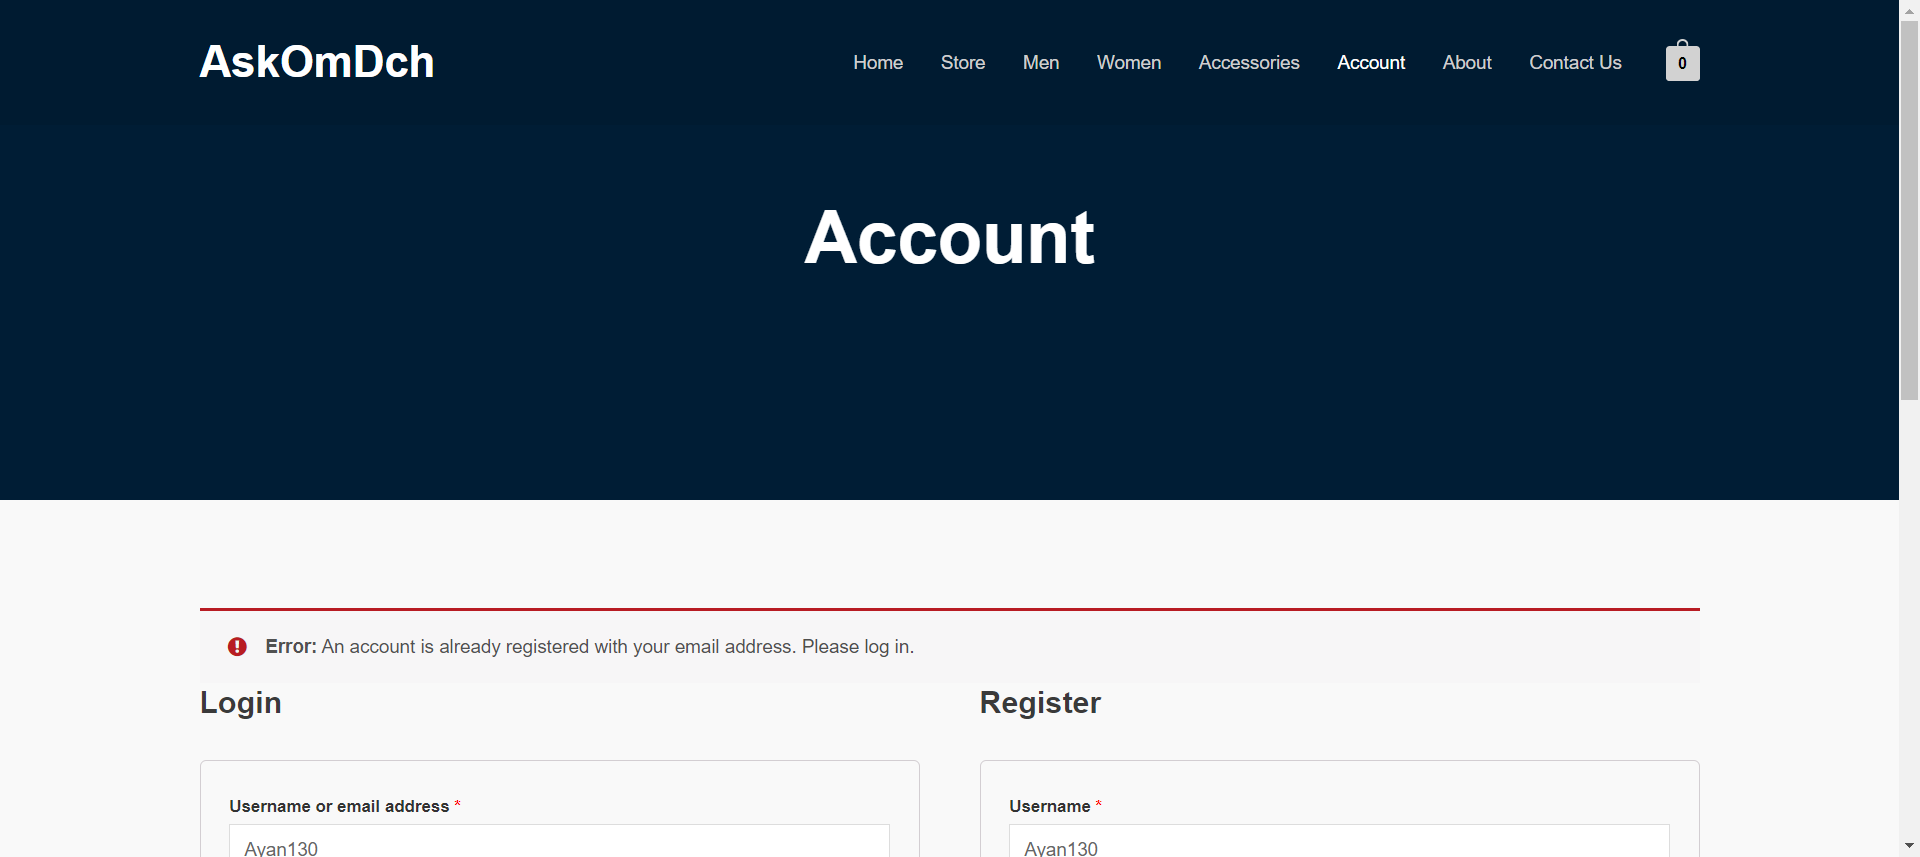 AskOmDch
Home Store Men Women Accessories Account About Contact Us 0
Account
Error: An account is already registered with your email address. Please log in.
Login Register
Username or email address * Username *
Ayan130 Ayan130